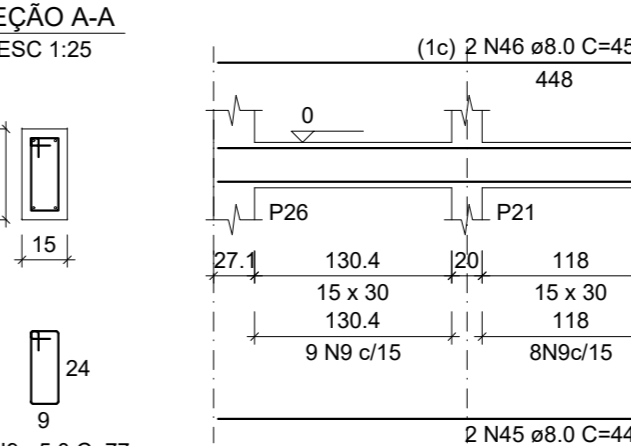 SEÇÃO A-A
ESC 1:25
15
24
9
(1c) 2 N46 ø8.0 C=45
448
0
P26
P21
27.1 130.4 20 118
15 x 30 15 x 30
130.4 118
9 N9 c/15 8N9c/15
2 N45 ø8.0 C=44